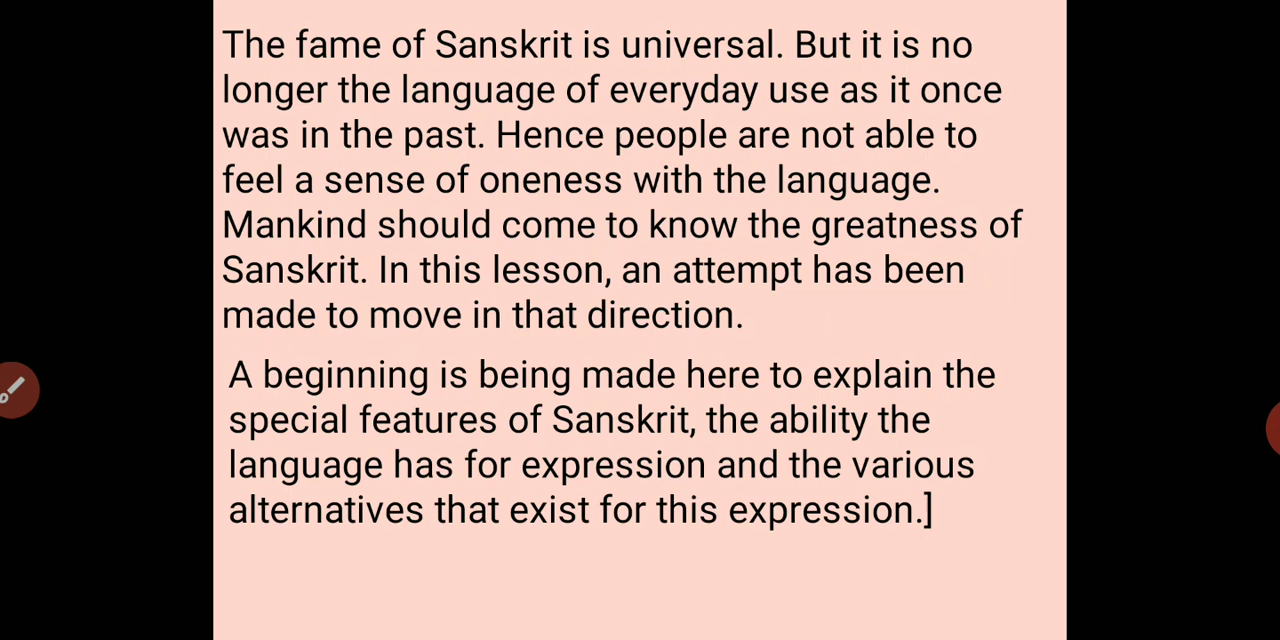 The fame of Sanskrit is universal. But it is no
longer the language of everyday use as it once
was in the past. Hence people are not able to
feel a sense of oneness with the language.
Mankind should come to know the greatness of
Sanskrit. In this lesson, an attempt has been
made to move in that direction.
A beginning is being made here to explain the
special features of Sanskrit, the ability the
language has for expression and the various
alternatives that exist for this expression.]